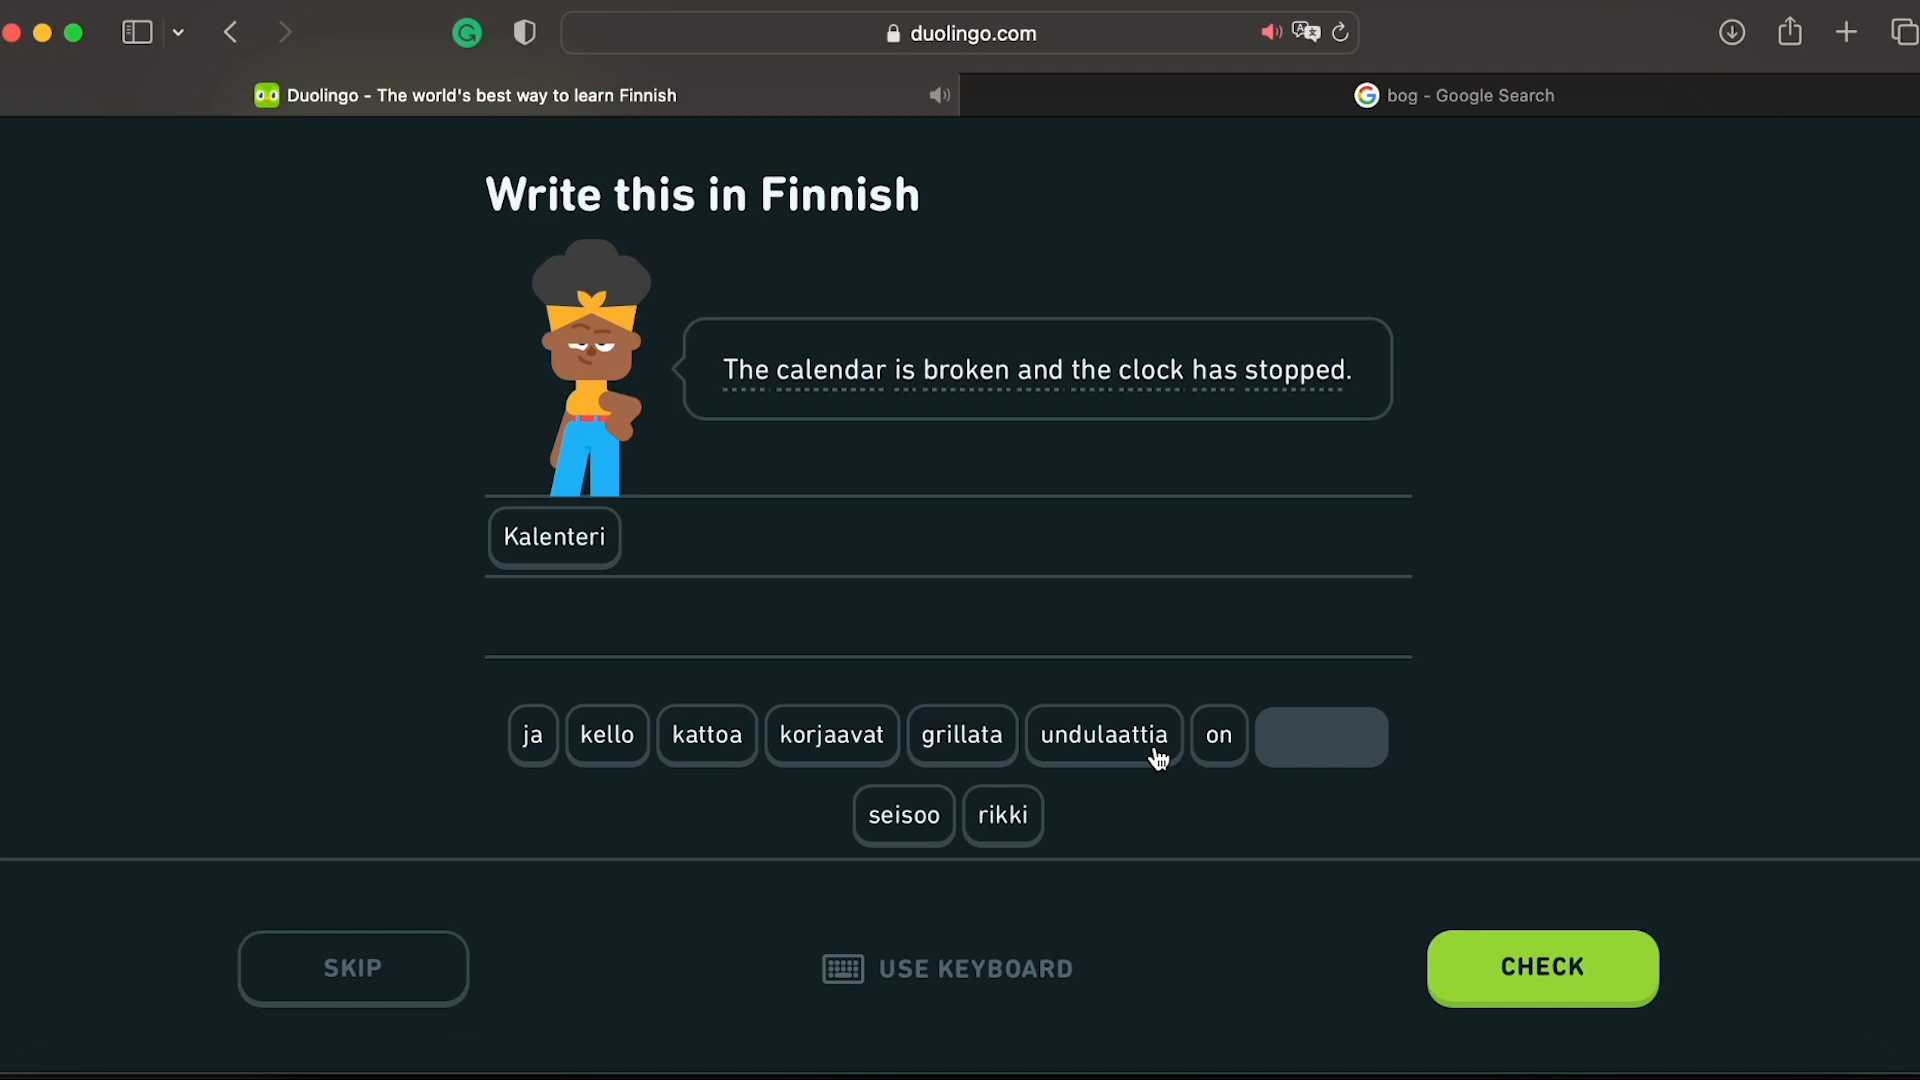 duolingo.com
Duolingo - The world's best way to learn Finnish
bog - Google Search
Write this in Finnish
The calendar is broken and the clock has stopped.
Kalenteri
ja kello kattoa korjaavat grillata undulaattia on
seisoo rikki
SKIP USE KEYBOARD CHECK